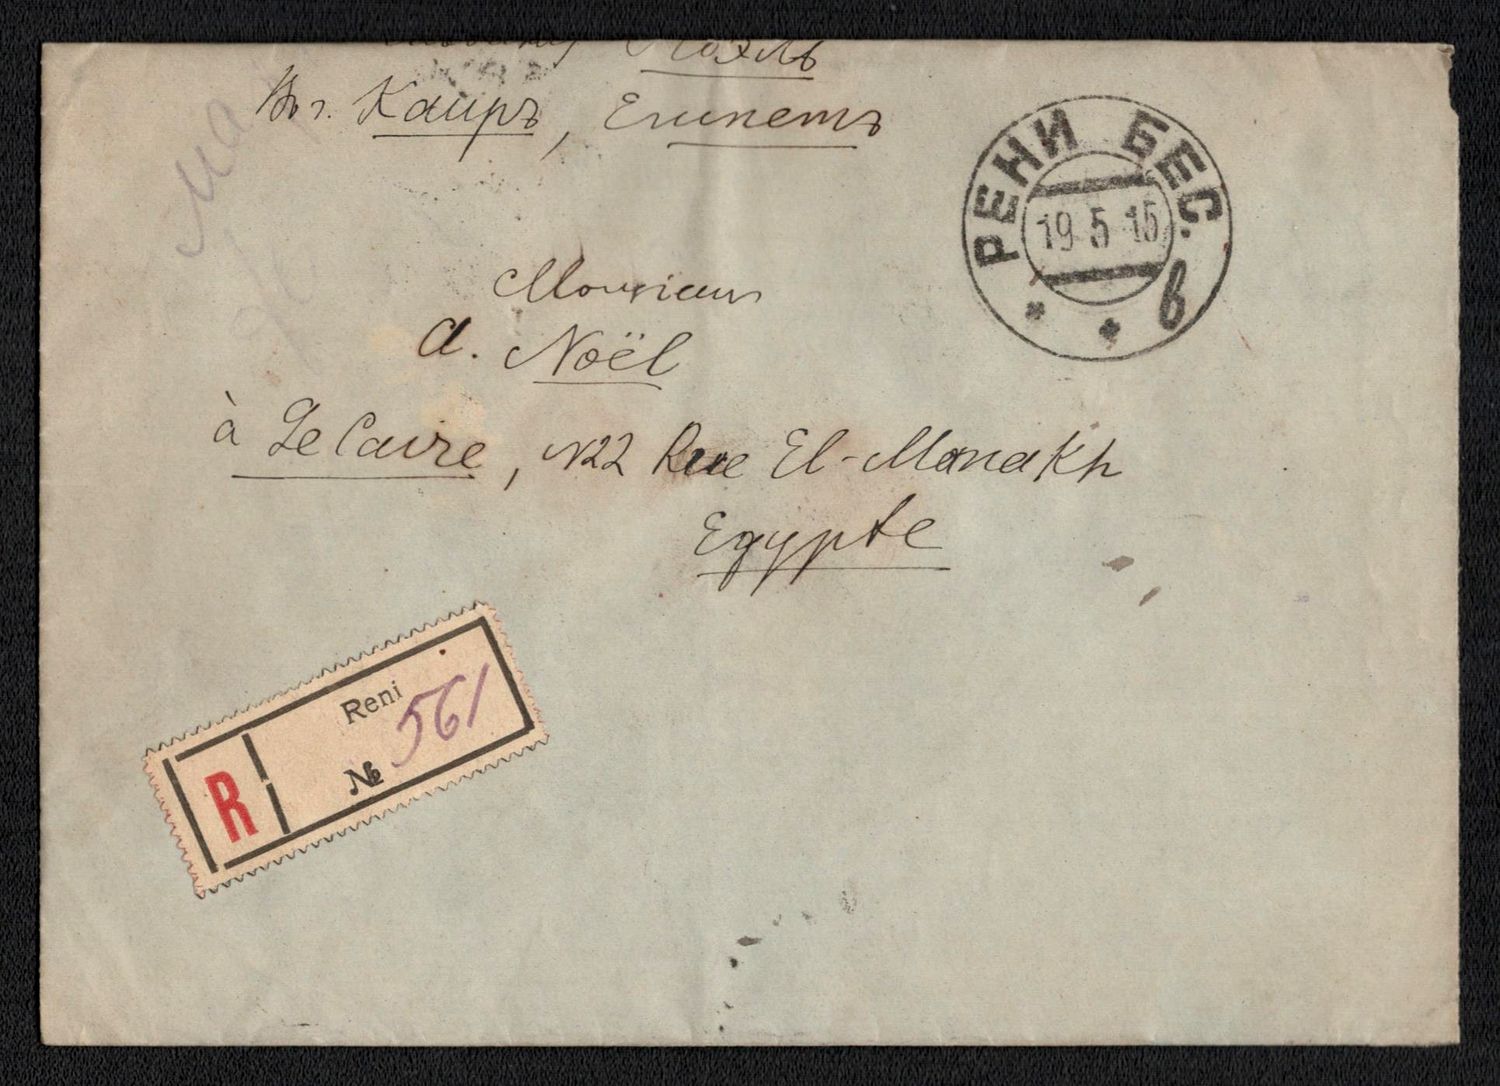 Ноэль
Въ г. Каиръ, Египетъ
РЕНИ БЕС.
19 5 15
в
Monsieur
A. Noël
à Le Caire, N22 Rue El-Manakh
Egypte
Reni
R № 561